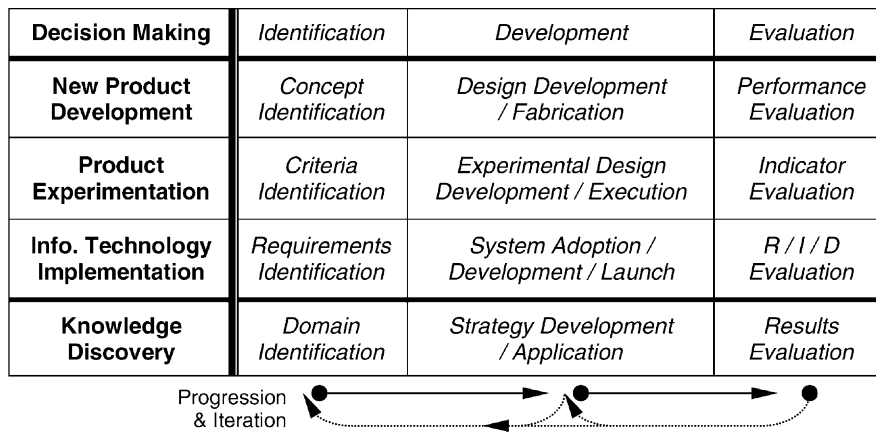 Decision Making Identification Development Evaluation
New Product Concept Design Development Performance
Development Identification / Fabrication Evaluation
Product Criteria Experimental Design Indicator
Experimentation Identification Development / Execution Evaluation
Info. Technology Requirements System Adoption / R / I / D
Implementation Identification Development / Launch Evaluation
Knowledge Domain Strategy Development Results
Discovery Identification / Application Evaluation
Progression
& Iteration